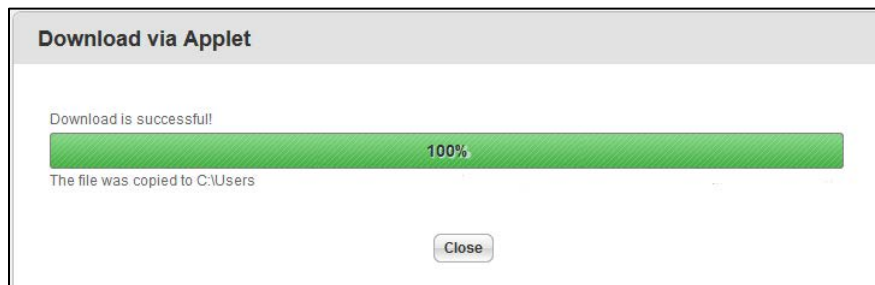 Download via Applet
Download is successful!
100%
The file was copied to C:\Users
Close